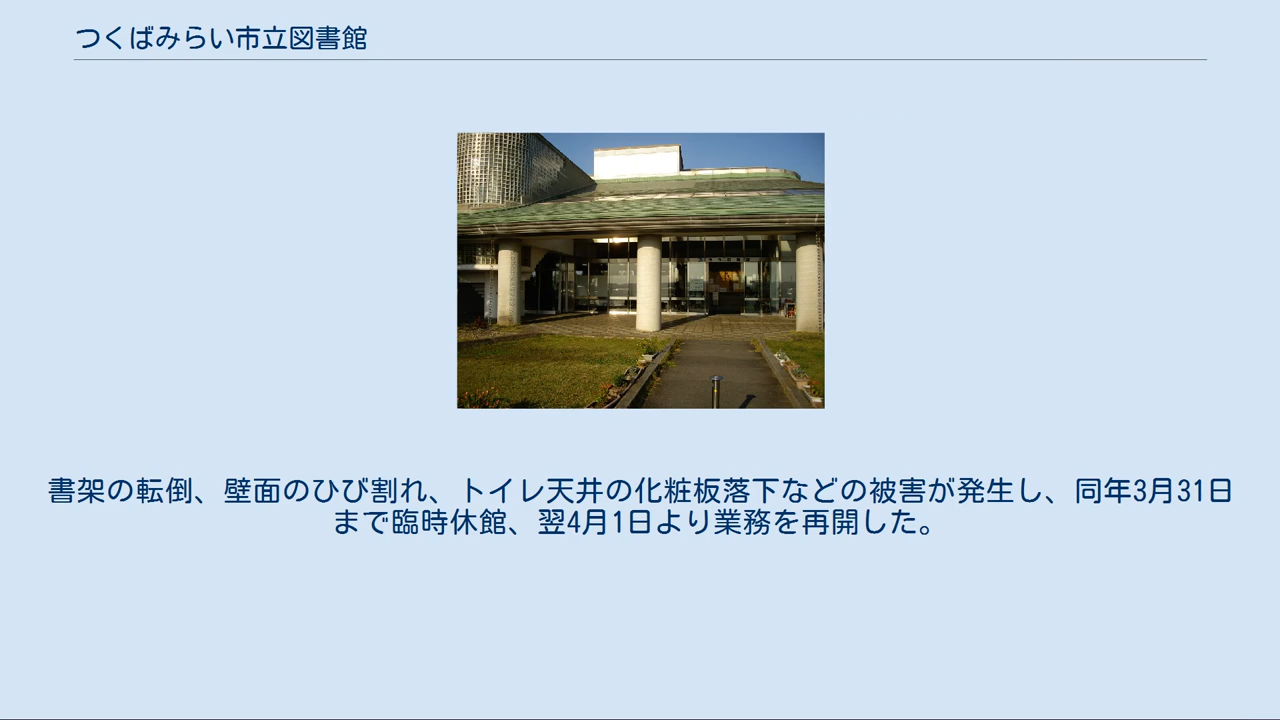 つくばみらい市立図書館
書架の転倒、壁面のひび割れ、トイレ天井の化粧板落下などの被害が発生し、同年3月31日
まで臨時休館、翌4月1日より業務を再開した。